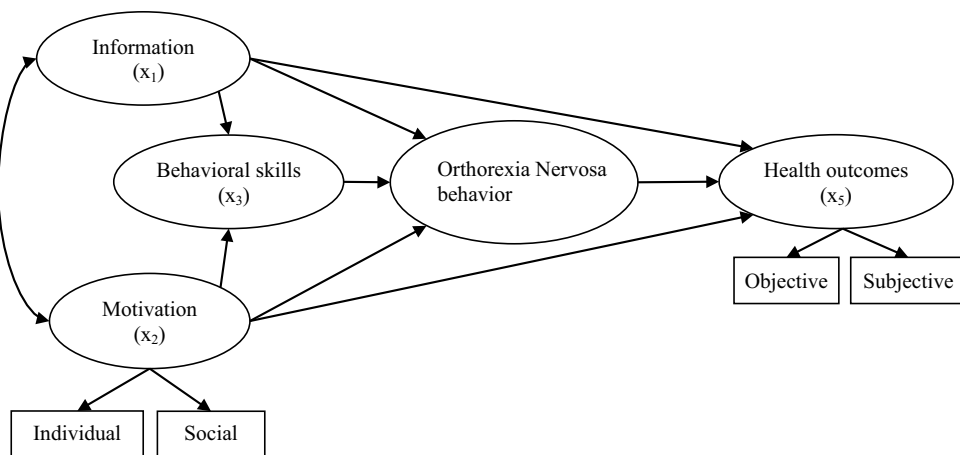 Information
(x₁)
Behavioral skills
(x₃)
Orthorexia Nervosa
behavior
Health outcomes
(x₅)
Objective
Subjective
Motivation
(x₂)
Individual
Social